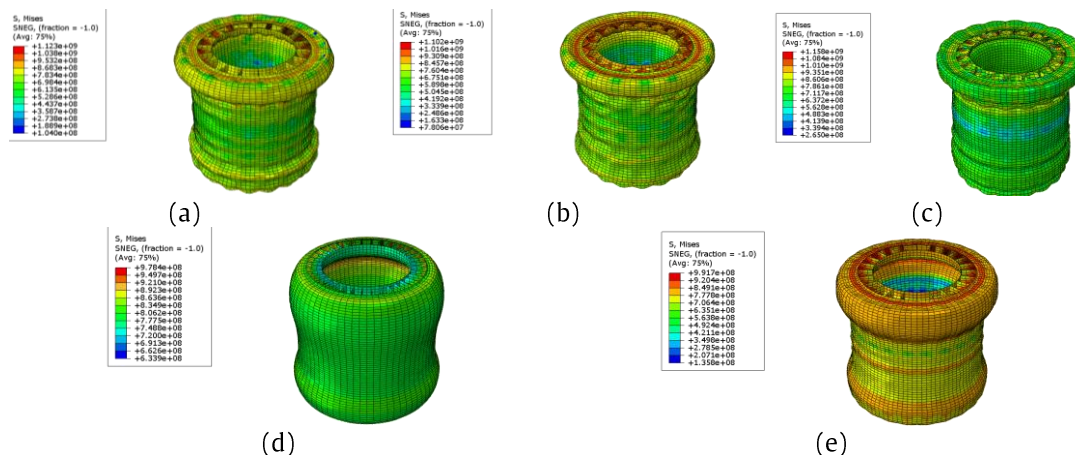 S, Mises
SNEG, (fraction = -1.0)
(Avg: 75%)
+1.123e+09
+1.038e+09
+9.532e+08
+8.683e+08
+7.834e+08
+6.984e+08
+6.135e+08
+5.286e+08
+4.437e+08
+3.587e+08
+2.738e+08
+1.889e+08
+1.040e+08
(a)
S, Mises
SNEG, (fraction = -1.0)
(Avg: 75%)
+1.102e+09
+1.016e+09
+9.309e+08
+8.457e+08
+7.604e+08
+6.751e+08
+5.898e+08
+5.045e+08
+4.192e+08
+3.339e+08
+2.486e+08
+1.633e+08
+7.806e+07
(b)
S, Mises
SNEG, (fraction = -1.0)
(Avg: 75%)
+1.158e+09
+1.084e+09
+1.010e+09
+9.351e+08
+8.606e+08
+7.861e+08
+7.117e+08
+6.372e+08
+5.628e+08
+4.883e+08
+4.139e+08
+3.394e+08
+2.650e+08
(c)
S, Mises
SNEG, (fraction = -1.0)
(Avg: 75%)
+9.784e+08
+9.497e+08
+9.210e+08
+8.923e+08
+8.636e+08
+8.349e+08
+8.062e+08
+7.775e+08
+7.488e+08
+7.200e+08
+6.913e+08
+6.626e+08
+6.339e+08
(d)
S, Mises
SNEG, (fraction = -1.0)
(Avg: 75%)
+9.917e+08
+9.204e+08
+8.491e+08
+7.778e+08
+7.064e+08
+6.351e+08
+5.638e+08
+4.924e+08
+4.211e+08
+3.498e+08
+2.785e+08
+2.071e+08
+1.358e+08
(e)